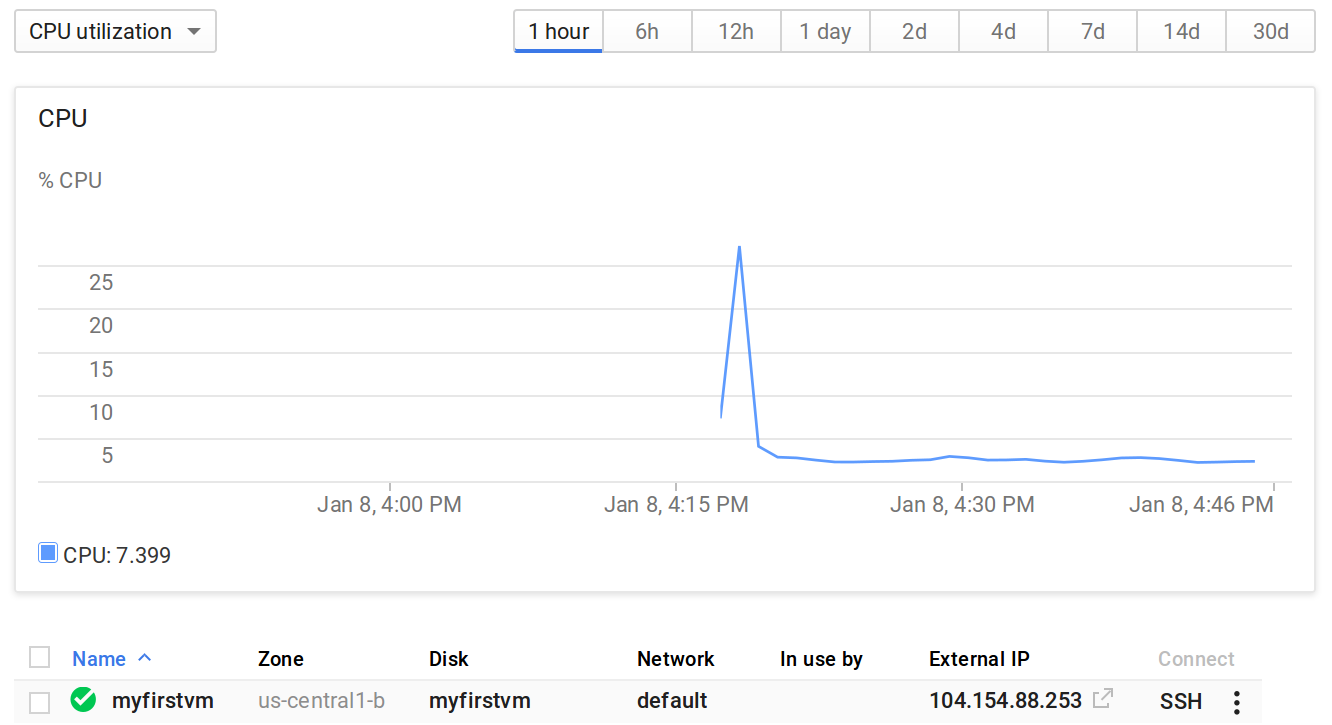 CPU utilization 1 hour 6h 12h 1 day 2d 4d 7d 14d 30d
CPU
% CPU
25
20
15
10
5
Jan 8, 4:00 PM Jan 8, 4:15 PM Jan 8, 4:30 PM Jan 8, 4:46 PM
CPU: 7.399
Name Zone Disk Network In use by External IP Connect
myfirstvm us-central1-b myfirstvm default 104.154.88.253 SSH